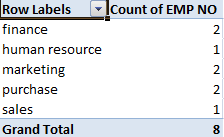 Row Labels Count of EMP NO
finance 2
human resource 1
marketing 2
purchase 2
sales 1
Grand Total 8